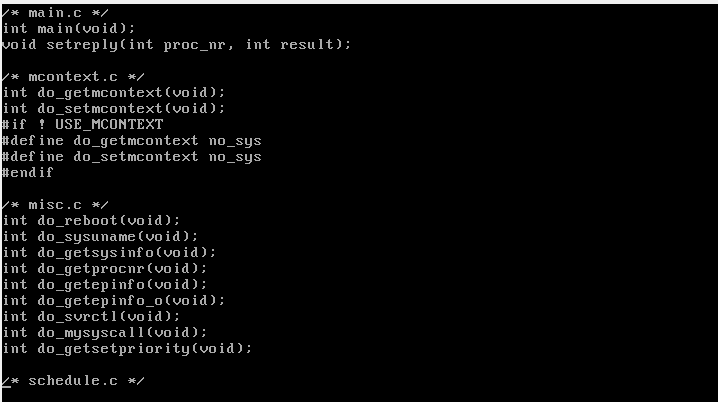 /* main.c */
int main(void);
void setreply(int proc_nr, int result);

/* mcontext.c */
int do_getmcontext(void);
int do_setmcontext(void);
#if ! USE_MCONTEXT
#define do_getmcontext no_sys
#define do_setmcontext no_sys
#endif

/* misc.c */
int do_reboot(void);
int do_sysuname(void);
int do_getsysinfo(void);
int do_getprocnr(void);
int do_getepinfo(void);
int do_getepinfo_o(void);
int do_svrctl(void);
int do_mysyscall(void);
int do_getsetpriority(void);

/* schedule.c */